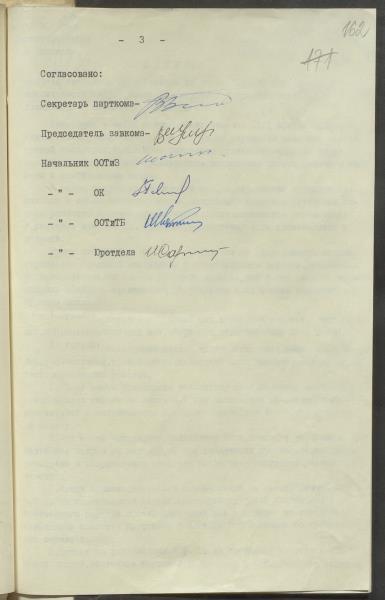 162
171
- 3 -
Согласовано:
Секретарь парткома-
Председатель завкома-
Начальник ООТиЗ
- " - ОК
- " - ООТиТБ
- " - Юротдела